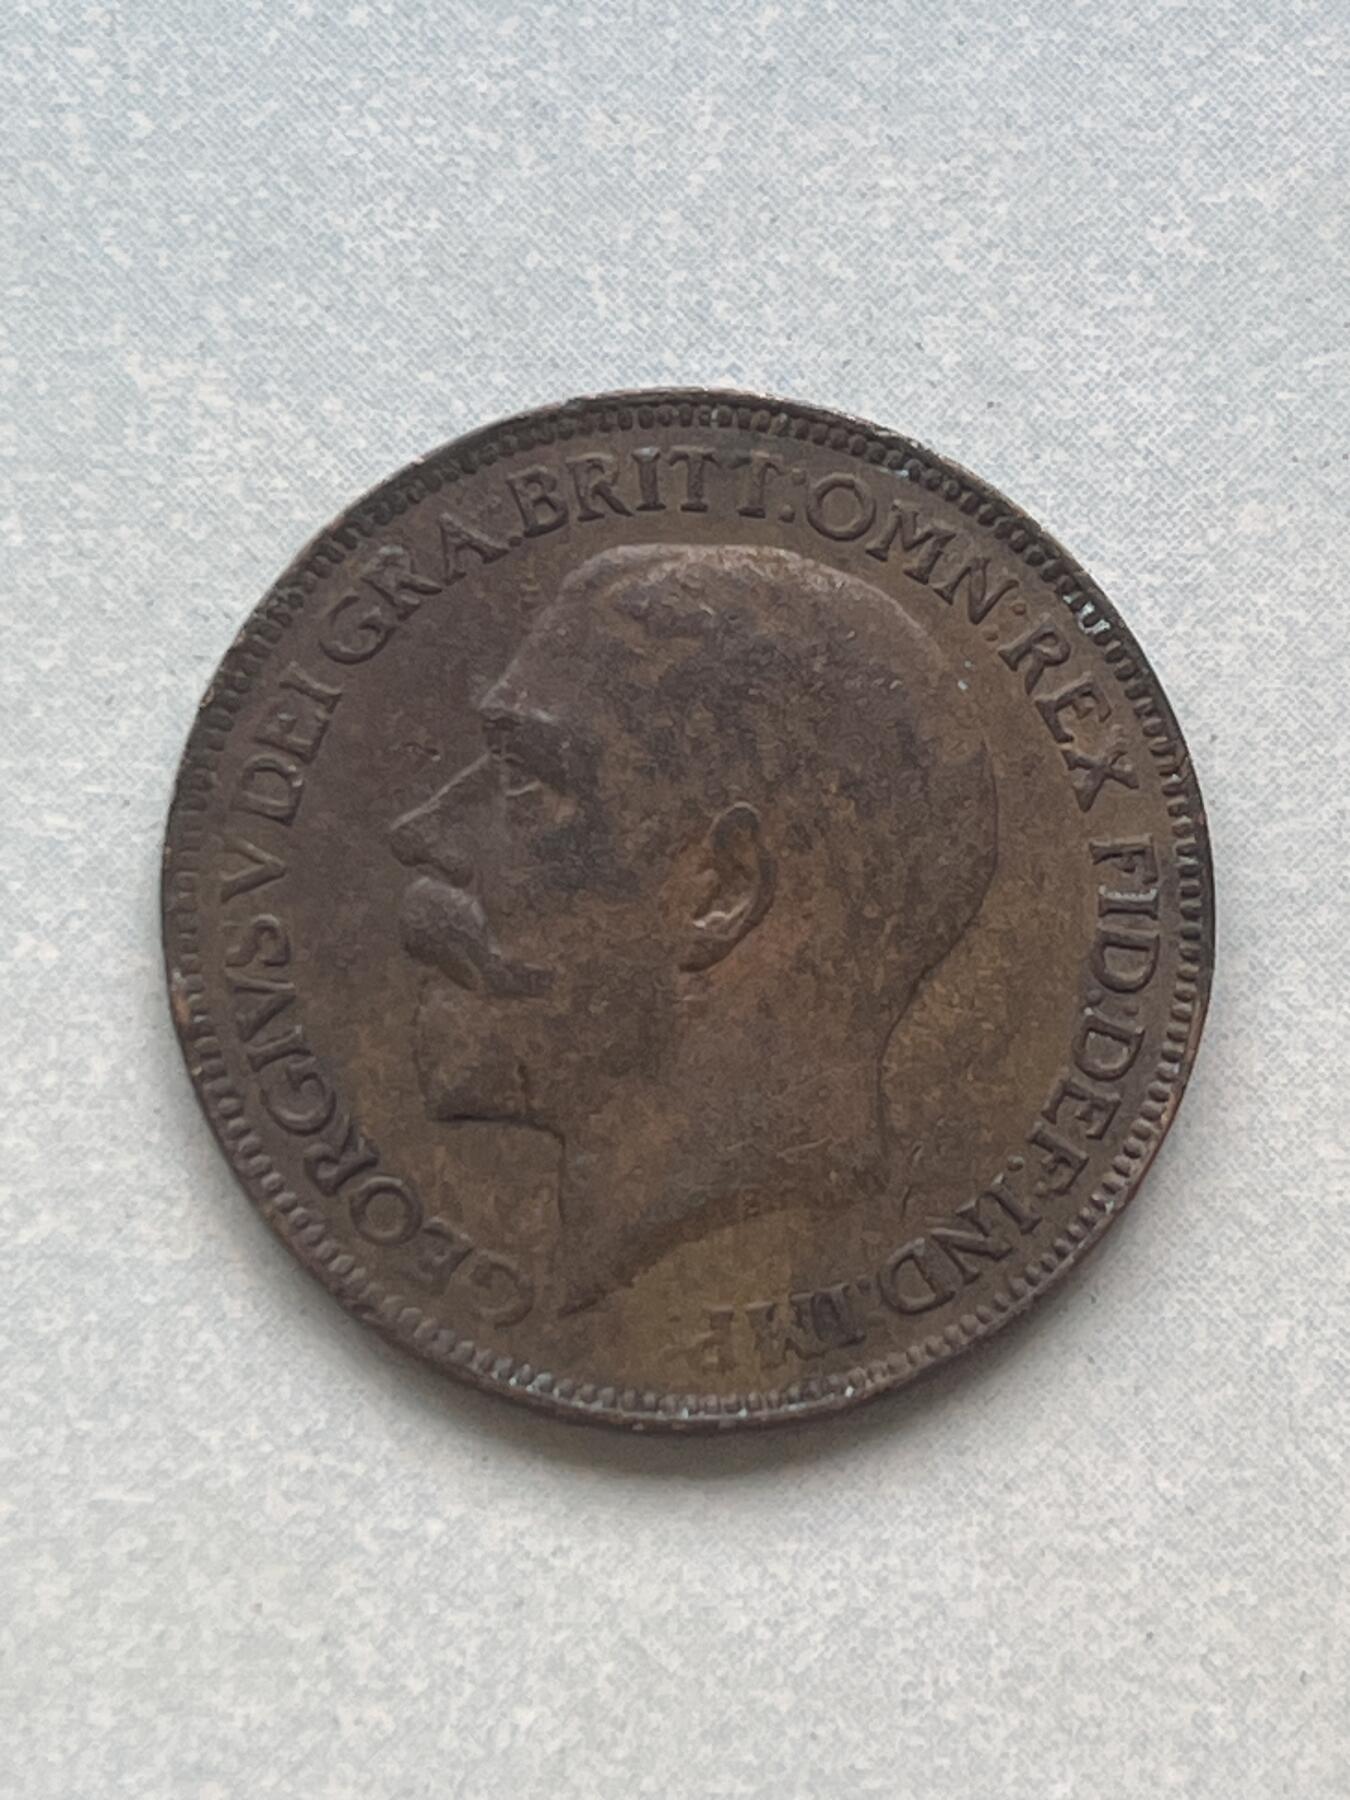 GEORGIVS V DEI GRA:BRITT:OMN:REX FID:DEF:IND:IMP: